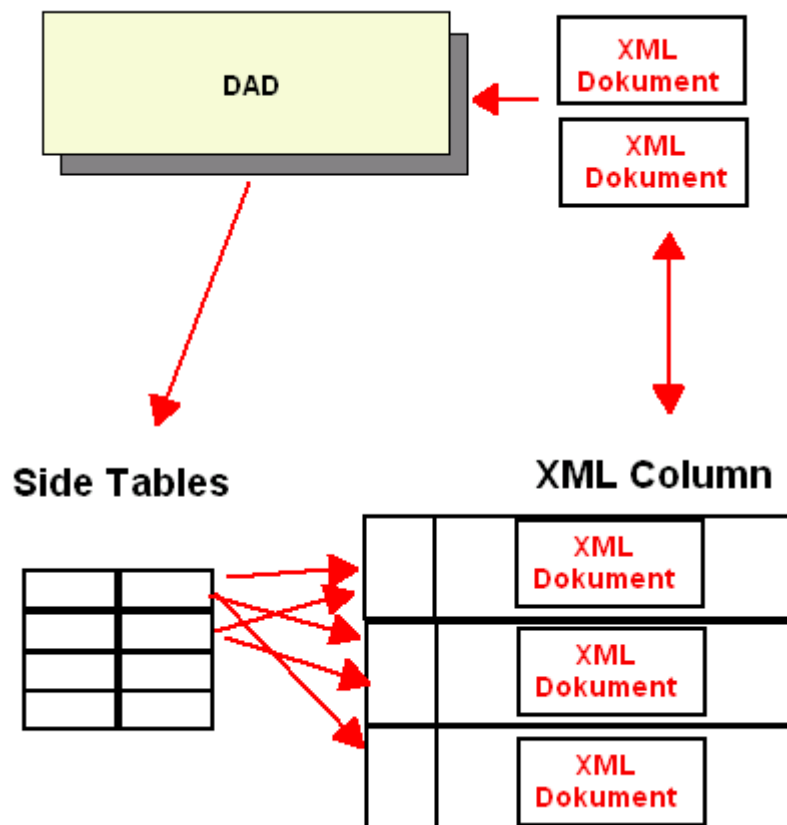 DAD
XML
Dokument
XML
Dokument
Side Tables
XML Column
XML
Dokument
XML
Dokument
XML
Dokument